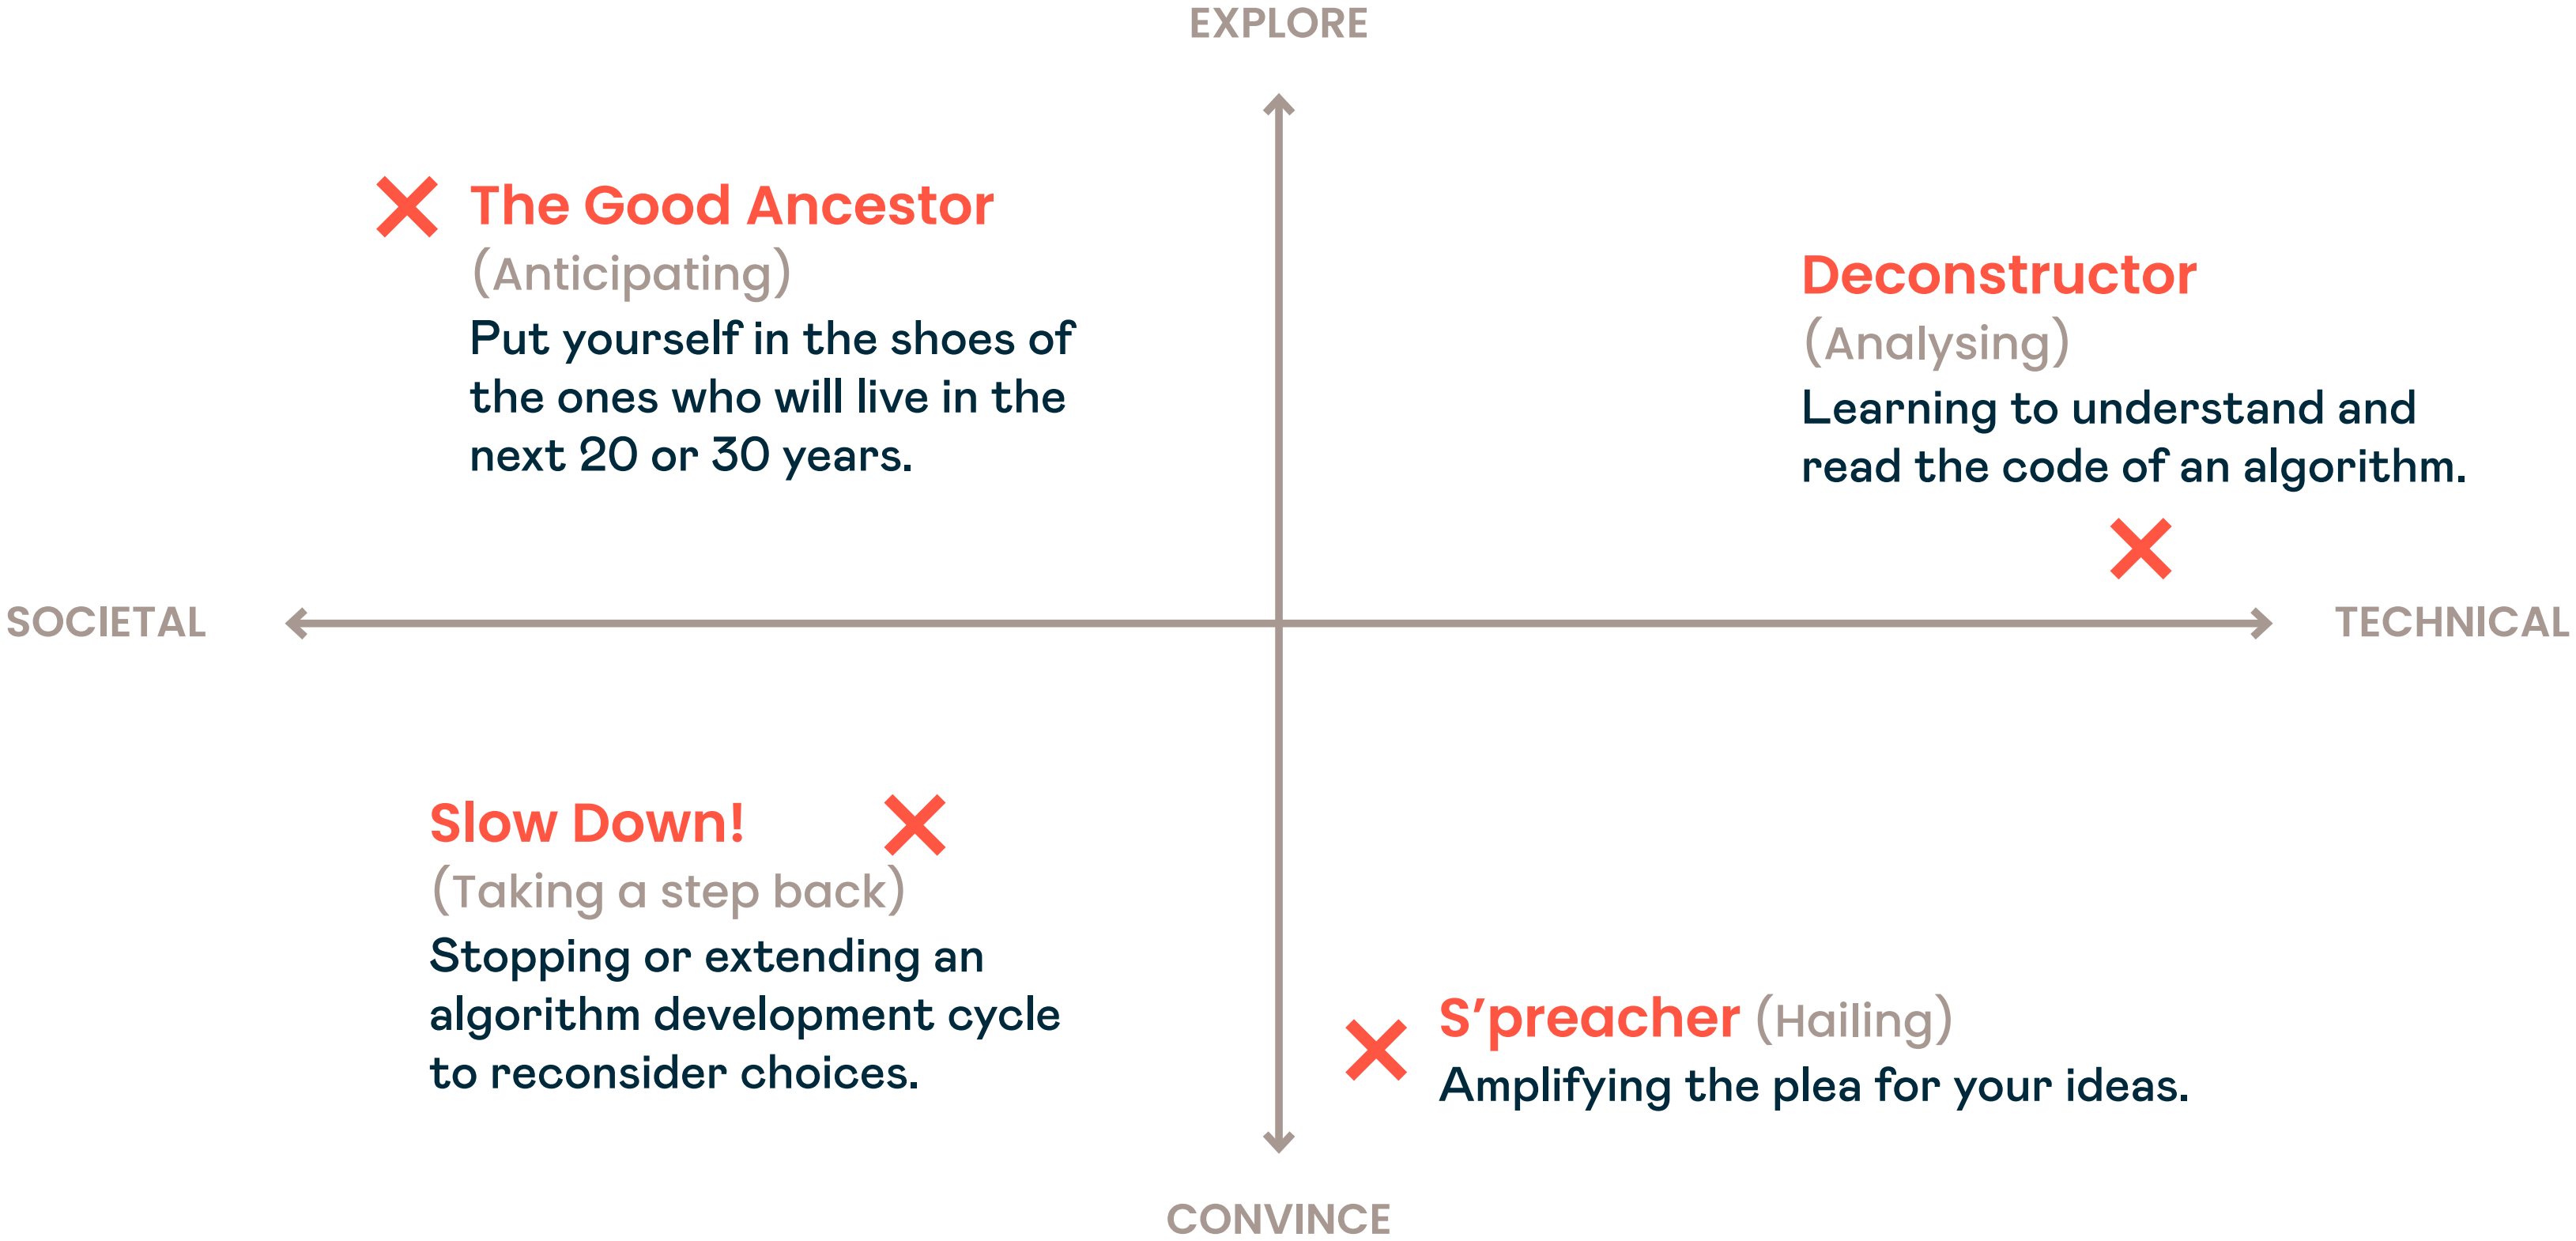 EXPLORE
The Good Ancestor
(Anticipating)
Put yourself in the shoes of
the ones who will live in the
next 20 or 30 years.
Deconstructor
(Analysing)
Learning to understand and
read the code of an algorithm.
SOCIETAL
TECHNICAL
Slow Down!
(Taking a step back)
Stopping or extending an
algorithm development cycle
to reconsider choices.
S’preacher (Hailing)
Amplifying the plea for your ideas.
CONVINCE